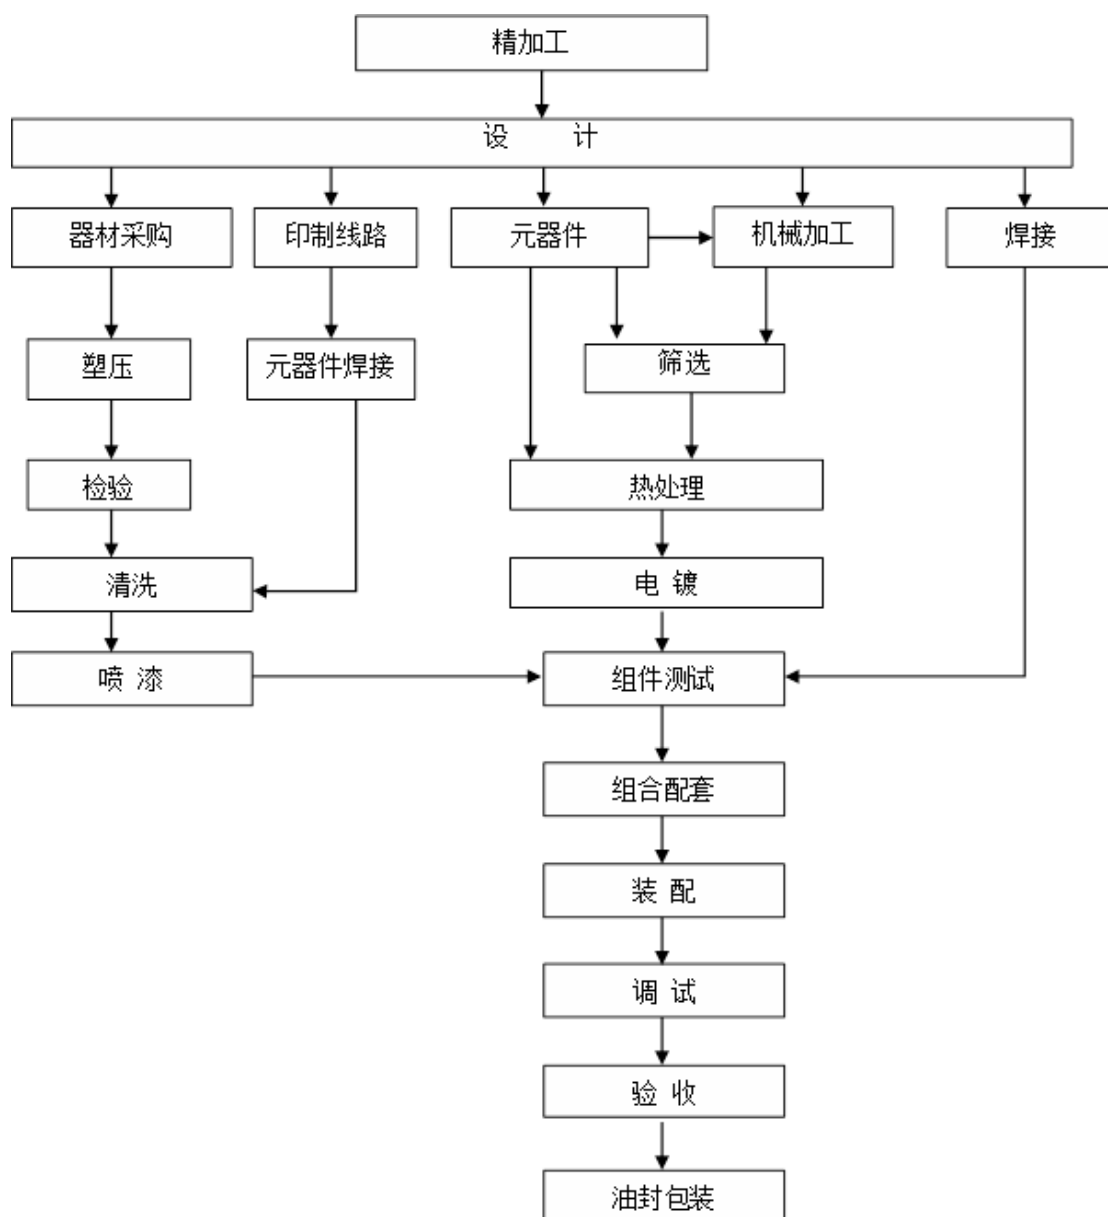 精加工
设 计
器材采购
印制线路
元器件
机械加工
焊接
塑压
元器件焊接
筛选
检验
热处理
清洗
电 镀
喷 漆
组件测试
组合配套
装 配
调 试
验 收
油封包装